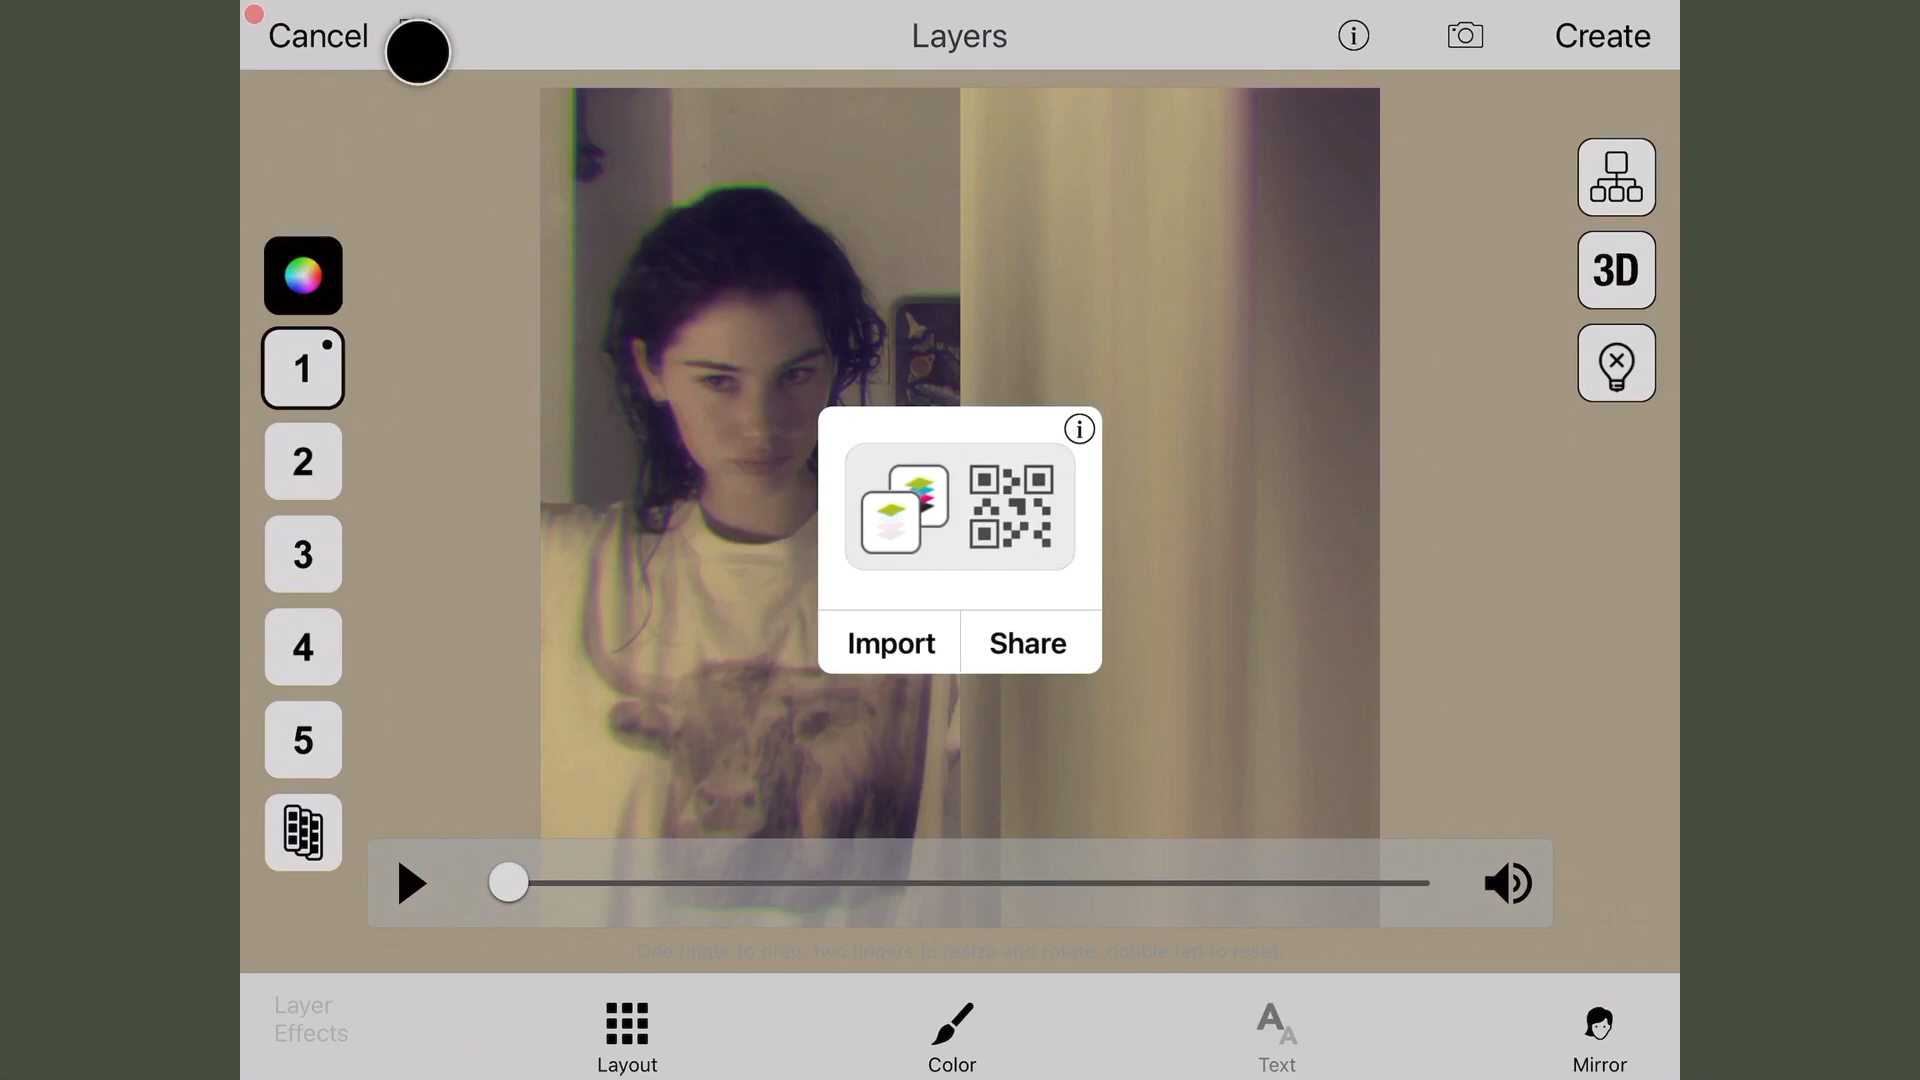 Cancel
Layers
Create
3D
1
2
3
4
5
Import
Share
One finger to drag, two fingers to resize and rotate, double tap to reset.
Layer
Effects
Layout
Color
Text
Mirror